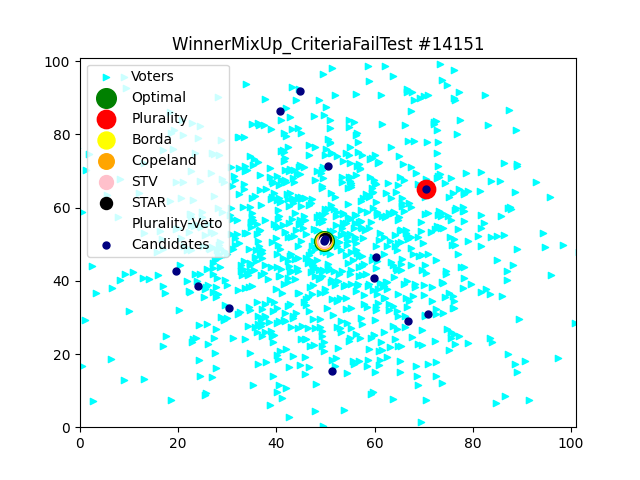 WinnerMixUp_CriteriaFailTest #14151
Voters
Optimal
Plurality
Borda
Copeland
STV
STAR
Plurality-Veto
Candidates
100
80
60
40
20
0
0 20 40 60 80 100